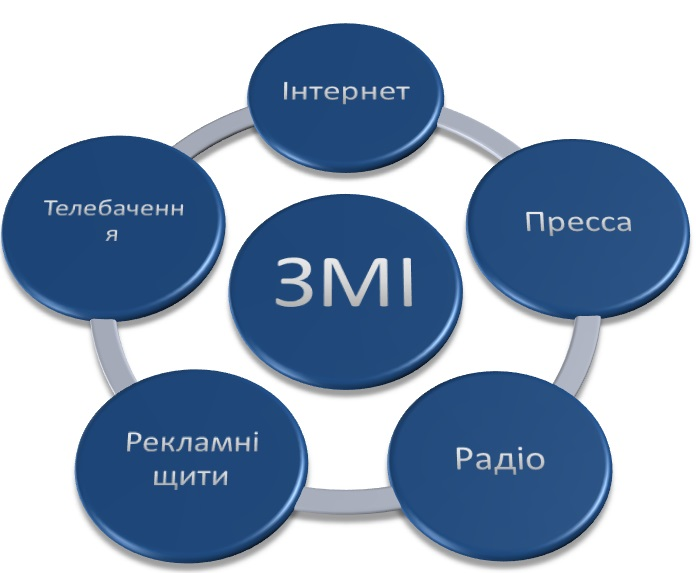 Інтернет
Телебаченн
я
Пресса
ЗМІ
Рекламні
щити
Радіо